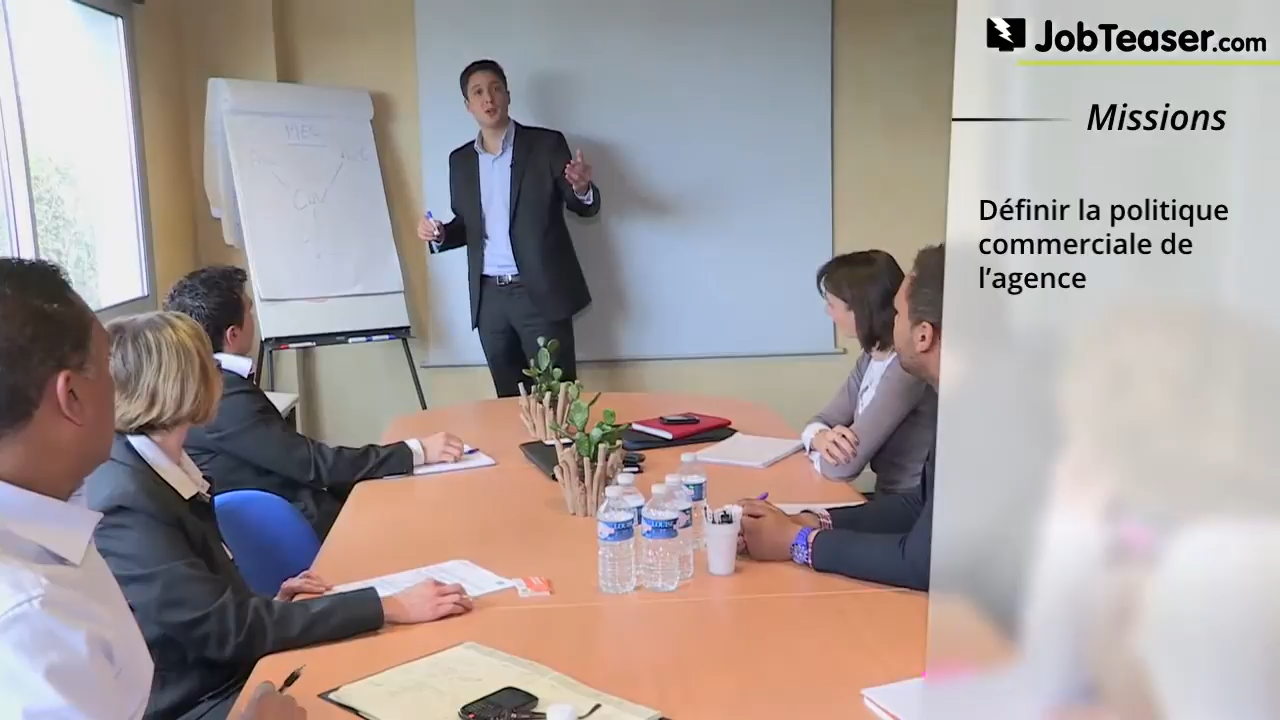 JobTeaser.com
Missions
Définir la politique
commerciale de
l'agence